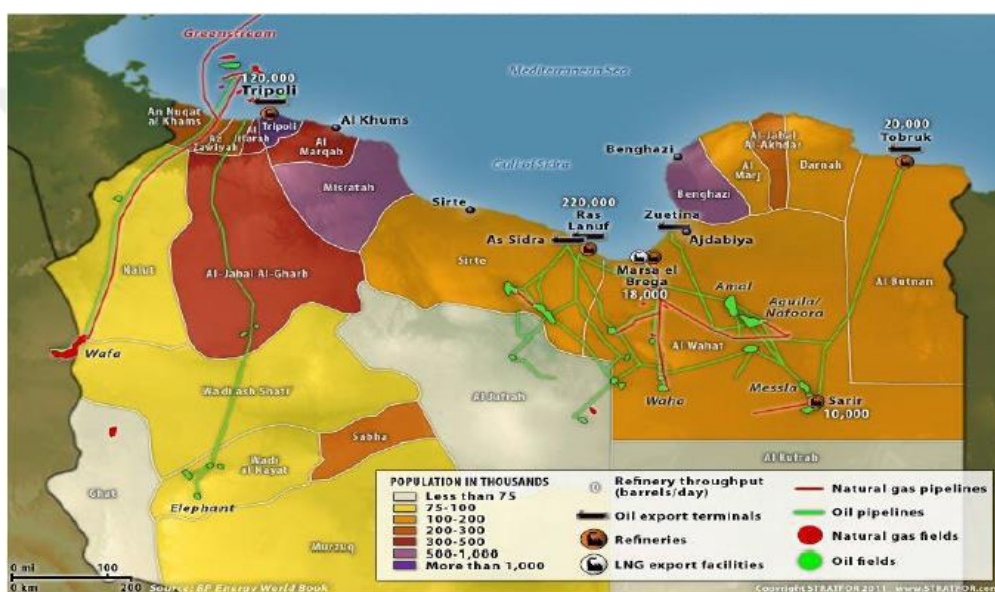 Greenstream
Mediterranean Sea
120,000
Tripoli
An Nuqat
al Khams
Az
Zawiyah
Al
Jifarah
Tripoli
Al Khums
Al
Marqab
Misratah
Gulf of Sidra
Benghazi
Benghazi
Al
Marj
Al-Jabal
Al-Akhdar
Darnah
20,000
Tobruk
Nalut
Al-Jabal Al-Gharb
Sirte
Sirte
220,000
Ras
Lanuf
As Sidra
Zuetina
Ajdabiya
Marsa el
Brega
18,000
Amal
Aguila/
Nafoora
Al Butnan
Al Wahat
Waha
Messla
Sarir
10,000
Wafa
Wadi ash Shati'
Al Jufrah
Sabha
Wadi
al Hayat
Ghat
Elephant
Murzuq
Al Kufrah
POPULATION IN THOUSANDS
Less than 75
75-100
100-200
200-300
300-500
500-1,000
More than 1,000
0 Refinery throughput
(barrels/day)
Oil export terminals
Refineries
LNG export facilities
Natural gas pipelines
Oil pipelines
Natural gas fields
Oil fields
0 mi 100
0 km 200
Source: BP Energy World Book
Copyright STRATFOR 2011 www.STRATFOR.com